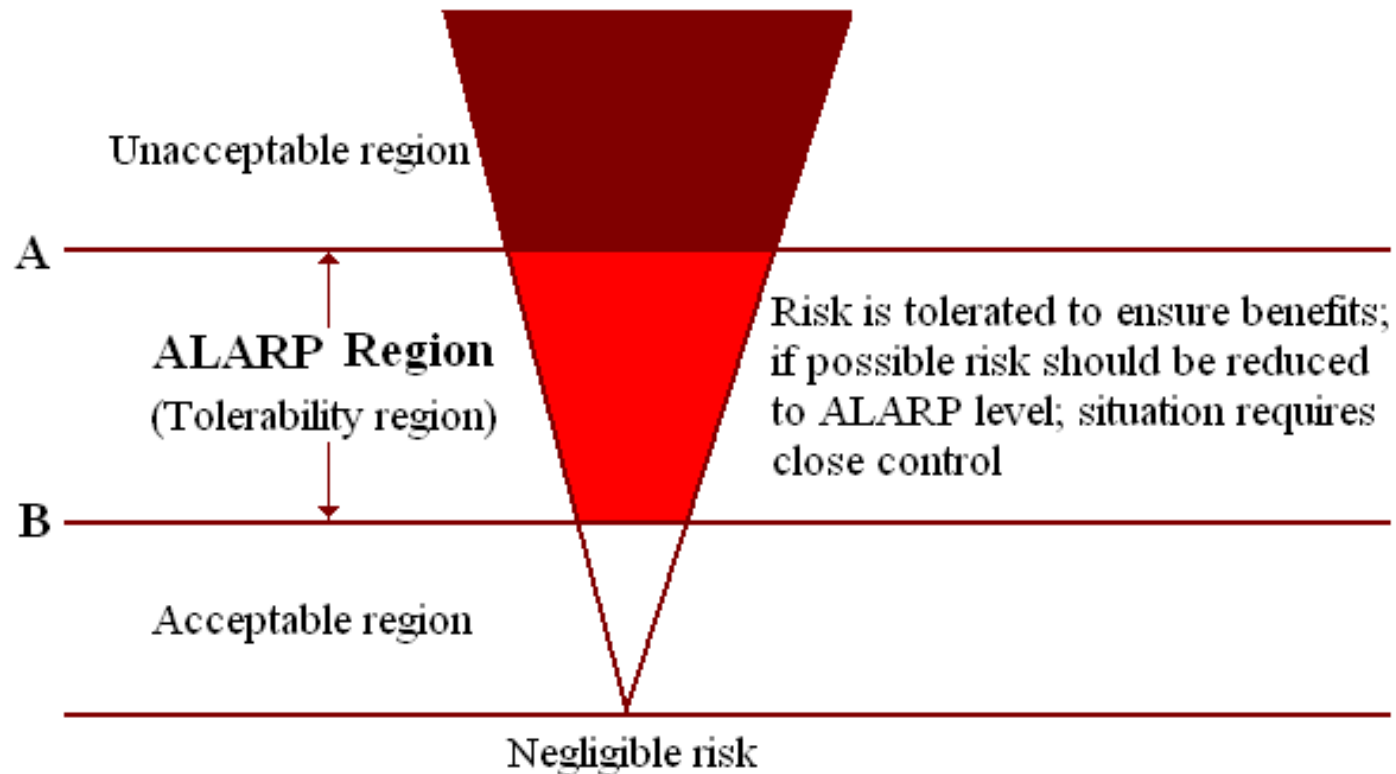 Unacceptable region
A
ALARP Region
(Tolerability region)
Risk is tolerated to ensure benefits;
if possible risk should be reduced
to ALARP level; situation requires
close control
B
Acceptable region
Negligible risk